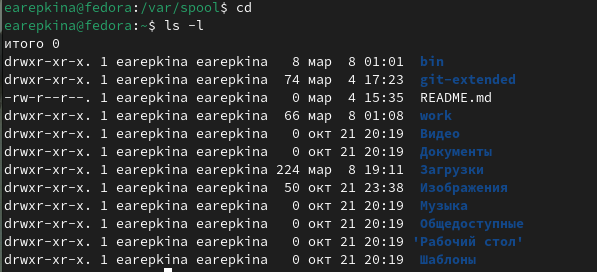 earepkina@fedora:/var/spool$ cd
earepkina@fedora:~$ ls -l
итого 0
drwxr-xr-x. 1 earepkina earepkina   8 мар  8 01:01  bin
drwxr-xr-x. 1 earepkina earepkina  74 мар  4 17:23  git-extended
-rw-r--r--. 1 earepkina earepkina   0 мар  4 15:35  README.md
drwxr-xr-x. 1 earepkina earepkina  66 мар  8 01:08  work
drwxr-xr-x. 1 earepkina earepkina   0 окт 21 20:19  Видео
drwxr-xr-x. 1 earepkina earepkina   0 окт 21 20:19  Документы
drwxr-xr-x. 1 earepkina earepkina 224 мар  8 19:11  Загрузки
drwxr-xr-x. 1 earepkina earepkina  50 окт 21 23:38  Изображения
drwxr-xr-x. 1 earepkina earepkina   0 окт 21 20:19  Музыка
drwxr-xr-x. 1 earepkina earepkina   0 окт 21 20:19  Общедоступные
drwxr-xr-x. 1 earepkina earepkina   0 окт 21 20:19 'Рабочий стол'
drwxr-xr-x. 1 earepkina earepkina   0 окт 21 20:19  Шаблоны